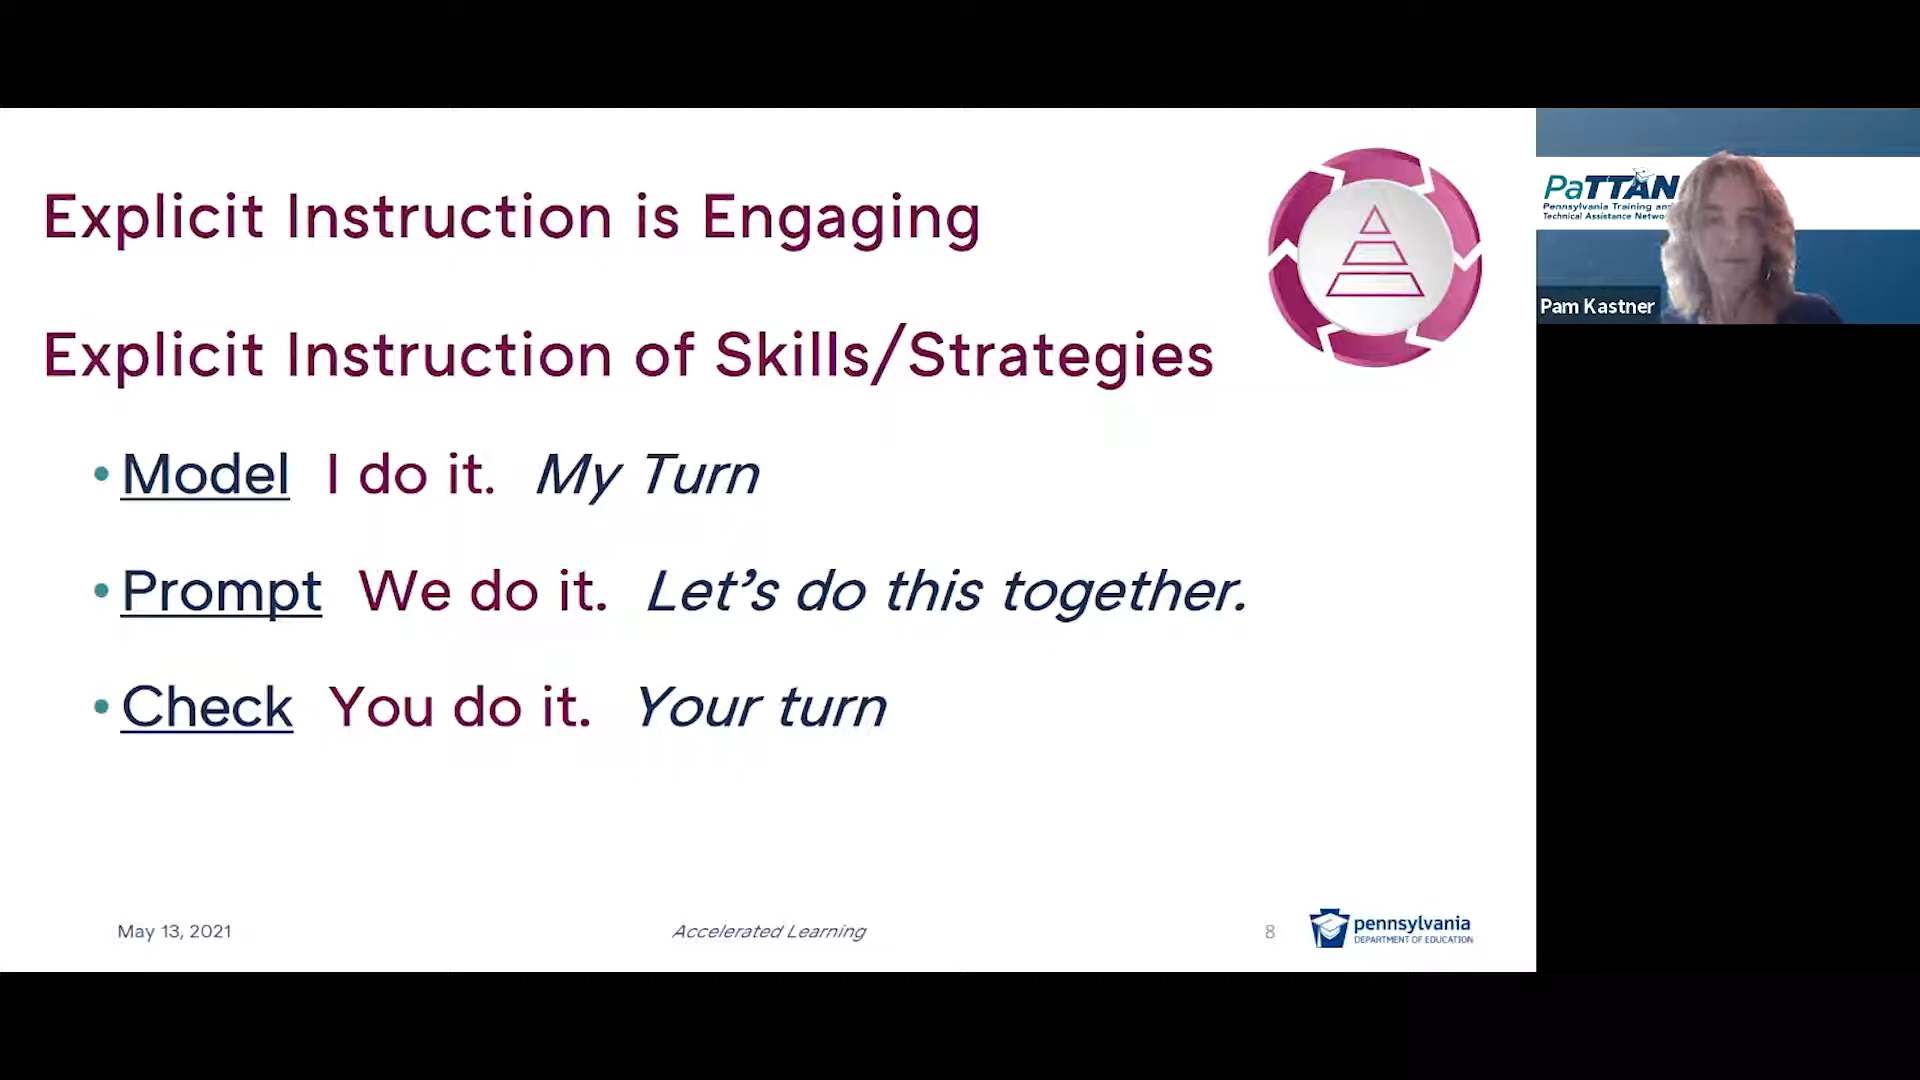 Explicit Instruction is Engaging
Explicit Instruction of Skills/Strategies
• Model I do it. My Turn
• Prompt We do it. Let's do this together.
• Check You do it. Your turn
May 13, 2021
Accelerated Learning
8
pennsylvania
DEPARTMENT OF EDUCATION
PaTTAN
Pennsylvania Training an
Technical Assistance Netwo
Pam Kastner